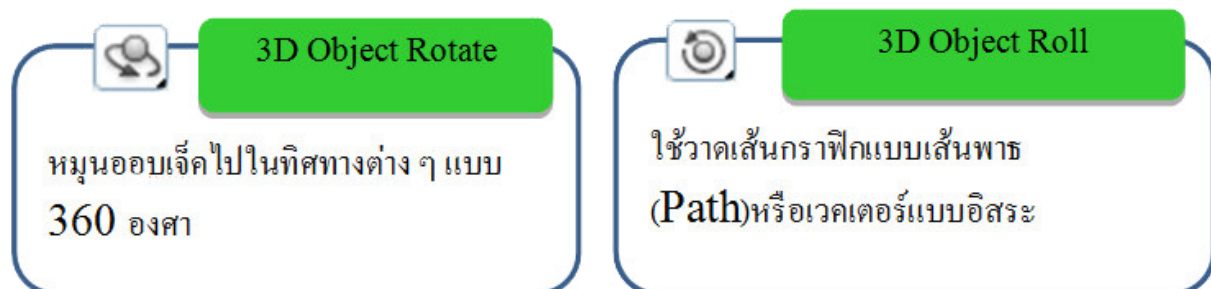 3D Object Rotate
หมุนออบเจ็คไปในทิศทางต่าง ๆ แบบ
360 องศา
3D Object Roll
ใช้วาดเส้นกราฟิกแบบเส้นพาธ
(Path)หรือเวคเตอร์แบบอิสระ